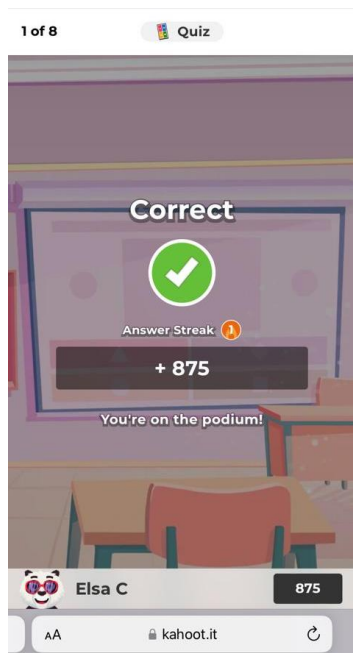 1 of 8 Quiz
Correct
Answer Streak 1
+ 875
You're on the podium!
Elsa C 875
AA kahoot.it